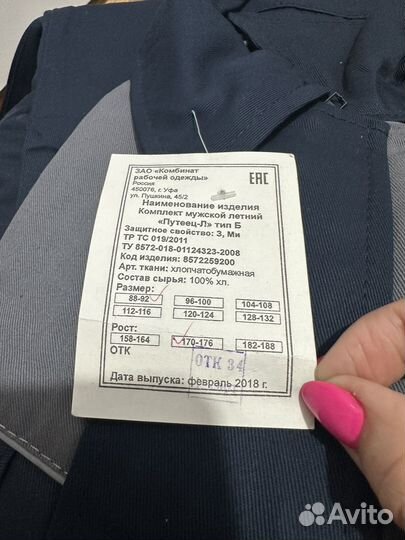 ЗАО «Комбинат
рабочей одежды»
Россия
450076, г. Уфа
ул. Пушкина, 45/2
ЕАС
Наименование изделия
Комплект мужской летний
«Путеец-Л» тип Б
Защитное свойство: З, Ми
ТР ТС 019/2011
ТУ 8572-018-01124323-2008
Код изделия: 8572259200
Арт. ткани: хлопчатобумажная
Состав сырья: 100% хл.
Размер:
88-92 96-100 104-108
112-116 120-124 128-132
Рост:
158-164 170-176 182-188
ОТК
ОТК 34
Дата выпуска: февраль 2018 г.
Avito